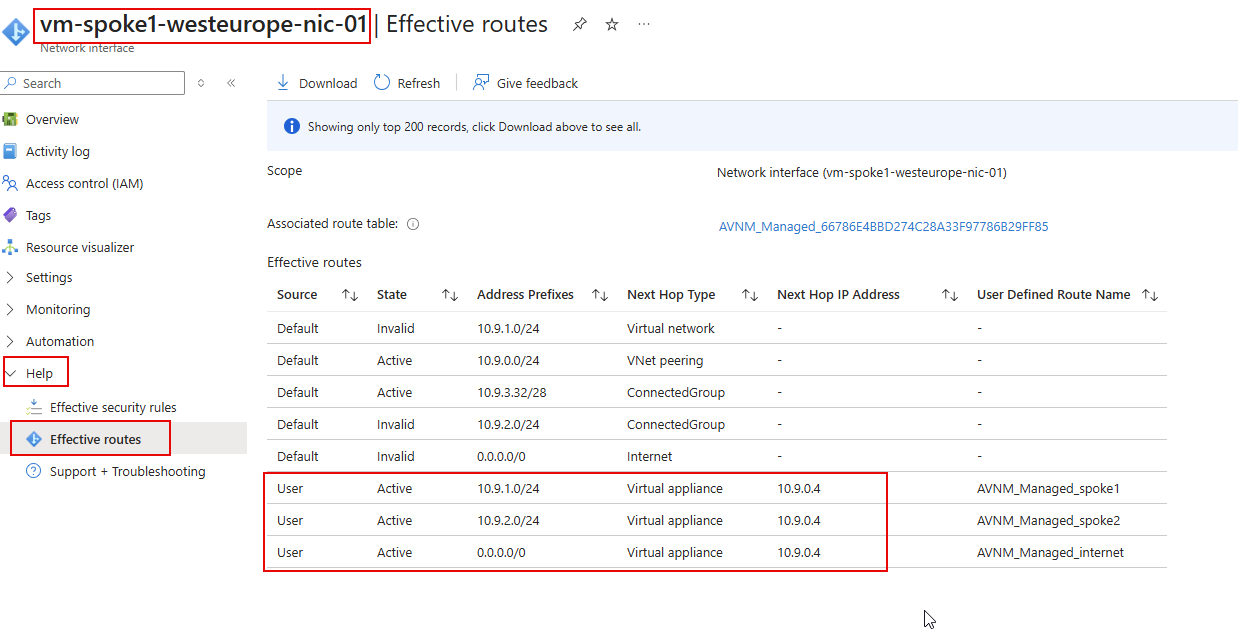 vm-spoke1-westeurope-nic-01 | Effective routes
Network interface
Search
Download Refresh Give feedback
Overview
Activity log
Access control (IAM)
Tags
Resource visualizer
Settings
Monitoring
Automation
Help
Effective security rules
Effective routes
Support + Troubleshooting
Showing only top 200 records, click Download above to see all.
Scope Network interface (vm-spoke1-westeurope-nic-01)
Associated route table: AVNM_Managed_66786E4BBD274C28A33F97786B29FF85
Effective routes
Source State Address Prefixes Next Hop Type Next Hop IP Address User Defined Route Name
Default Invalid 10.9.1.0/24 Virtual network - -
Default Active 10.9.0.0/24 VNet peering - -
Default Active 10.9.3.32/28 ConnectedGroup - -
Default Invalid 10.9.2.0/24 ConnectedGroup - -
Default Invalid 0.0.0.0/0 Internet - -
User Active 10.9.1.0/24 Virtual appliance 10.9.0.4 AVNM_Managed_spoke1
User Active 10.9.2.0/24 Virtual appliance 10.9.0.4 AVNM_Managed_spoke2
User Active 0.0.0.0/0 Virtual appliance 10.9.0.4 AVNM_Managed_internet